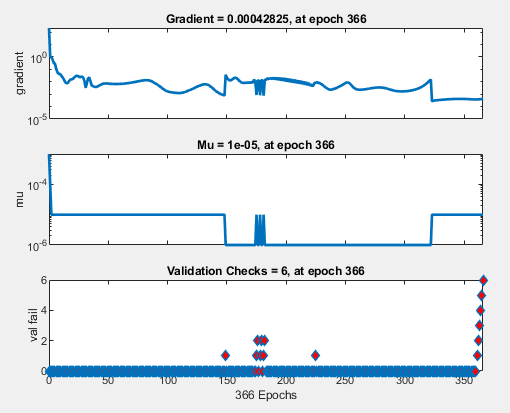 Gradient = 0.00042825, at epoch 366
gradient
10^0
10^-5
Mu = 1e-05, at epoch 366
mu
10^-4
10^-6
Validation Checks = 6, at epoch 366
val fail
6
4
2
0
0 50 100 150 200 250 300 350
366 Epochs